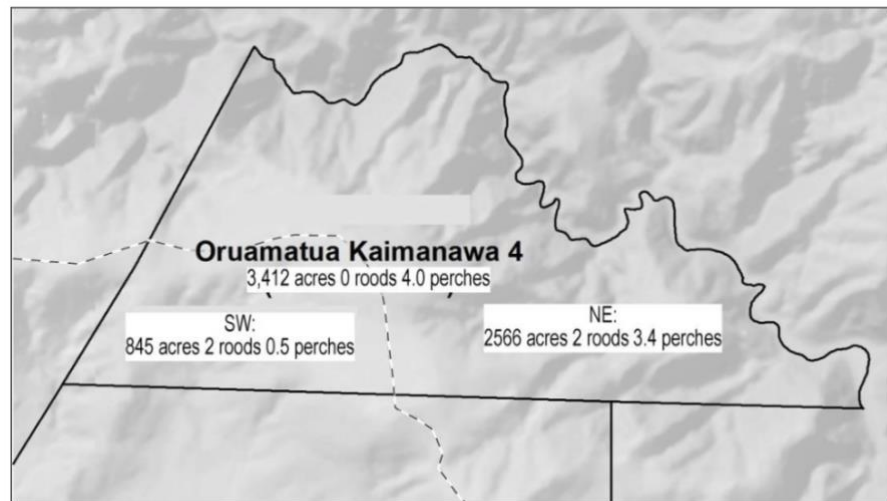 Oruamatua Kaimanawa 4
3,412 acres 0 roods 4.0 perches
SW:
845 acres 2 roods 0.5 perches
NE:
2566 acres 2 roods 3.4 perches